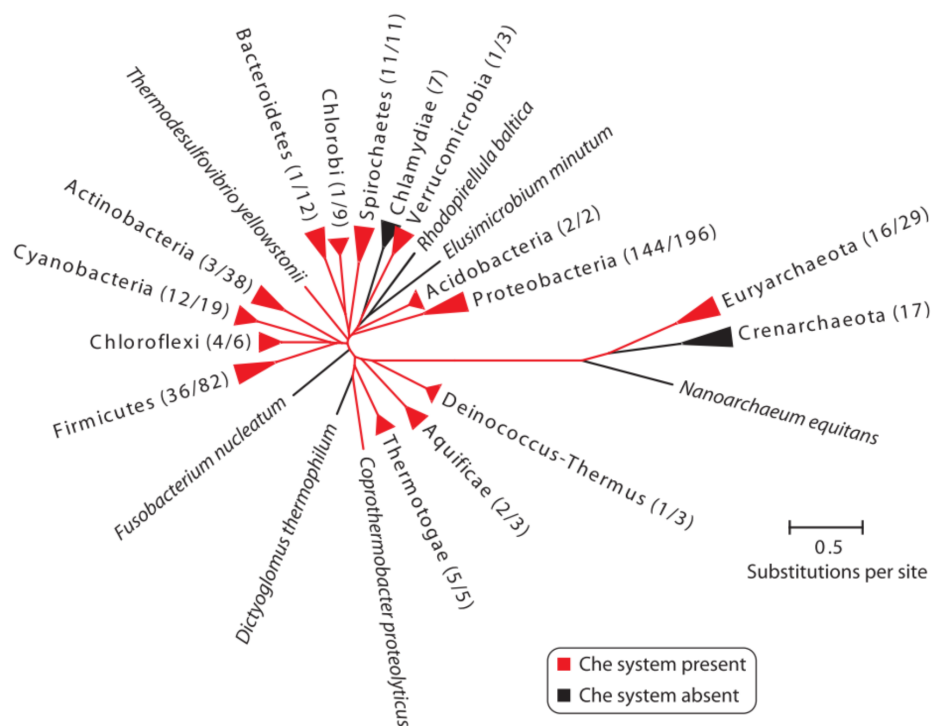 Thermodesulfovibrio yellowstonii
Bacteroidetes (1/12)
Chlorobi (1/9)
Spirochaetes (11/11)
Chlamydiae (7)
Verrucomicrobia (1/3)
Rhodopirellula baltica
Elusimicrobium minutum
Acidobacteria (2/2)
Proteobacteria (144/196)
Euryarchaeota (16/29)
Crenarchaeota (17)
Nanoarchaeum equitans
Actinobacteria (3/38)
Cyanobacteria (12/19)
Chloroflexi (4/6)
Firmicutes (36/82)
Fusobacterium nucleatum
Dictyoglomus thermophilum
Coprothermobacter proteolyticus
Thermotogae (5/5)
Aquificae (2/3)
Deinococcus-Thermus (1/3)
0.5
Substitutions per site
Che system present
Che system absent